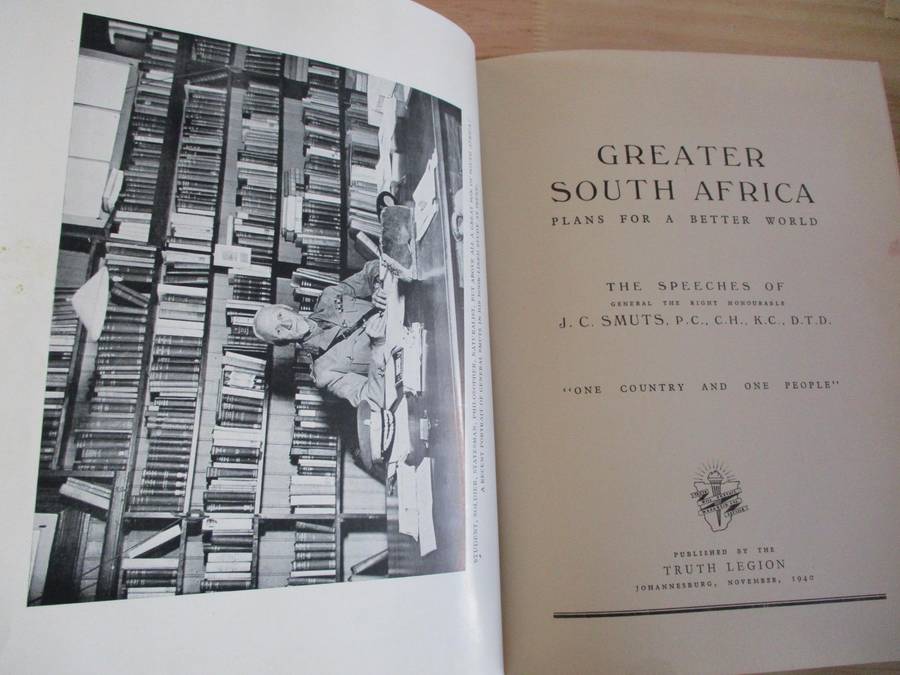 STUDENT, SOLDIER, STATESMAN, PHILOSOPHER, NATURALIST, BUT ABOVE ALL A GREAT SON OF SOUTH AFRICA
A RECENT PORTRAIT OF GENERAL SMUTS IN HIS BOOK-LINED STUDY AT IRENE.
GREATER
SOUTH AFRICA
PLANS FOR A BETTER WORLD
THE SPEECHES OF
GENERAL THE RIGHT HONOURABLE
J. C. SMUTS, P.C., C.H., K.C., D.T.D.
"ONE COUNTRY AND ONE PEOPLE"
PUBLISHED BY THE
TRUTH LEGION
JOHANNESBURG, NOVEMBER, 1940